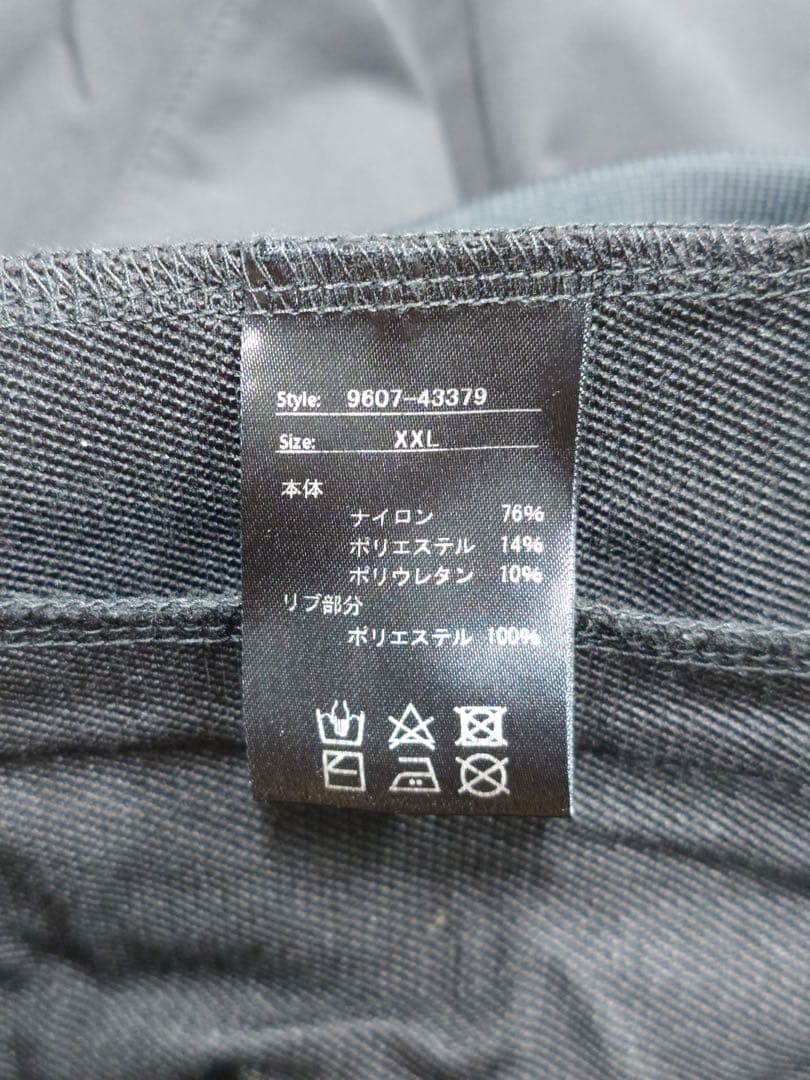 Style: 9607-43379
Size: XXL
本体
ナイロン 76%
ポリエステル 14%
ポリウレタン 10%
リブ部分
ポリエステル 100%